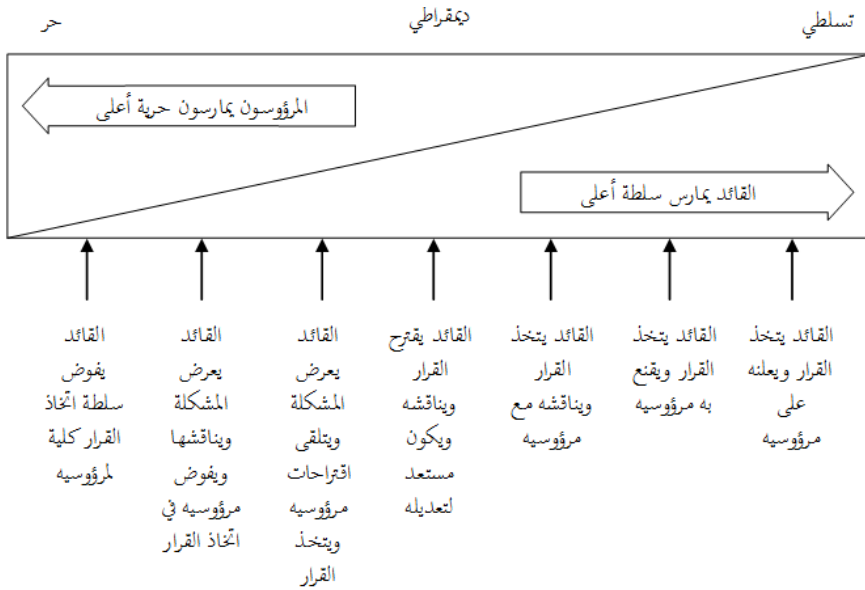 تسلطي
ديمقراطي
حر
المرؤوسون يمارسون حرية أعلى
القائد يمارس سلطة أعلى
القائد يتخذ
القرار ويعلنه
على
مرؤوسيه
القائد يتخذ
القرار ويقنع
به مرؤوسيه
القائد يتخذ
القرار
ويناقشه مع
مرؤوسيه
القائد يقترح
القرار
ويناقشه
ويكون
مستعد
لتعديله
القائد
يعرض
المشكلة
ويتلقى
اقتراحات
مرؤوسيه
ويتخذ
القرار
القائد
يعرض
المشكلة
ويناقشها
ويفوض
مرؤوسيه في
اتخاذ القرار
القائد
يفوض
سلطة اتخاذ
القرار كلية
لمرؤوسيه